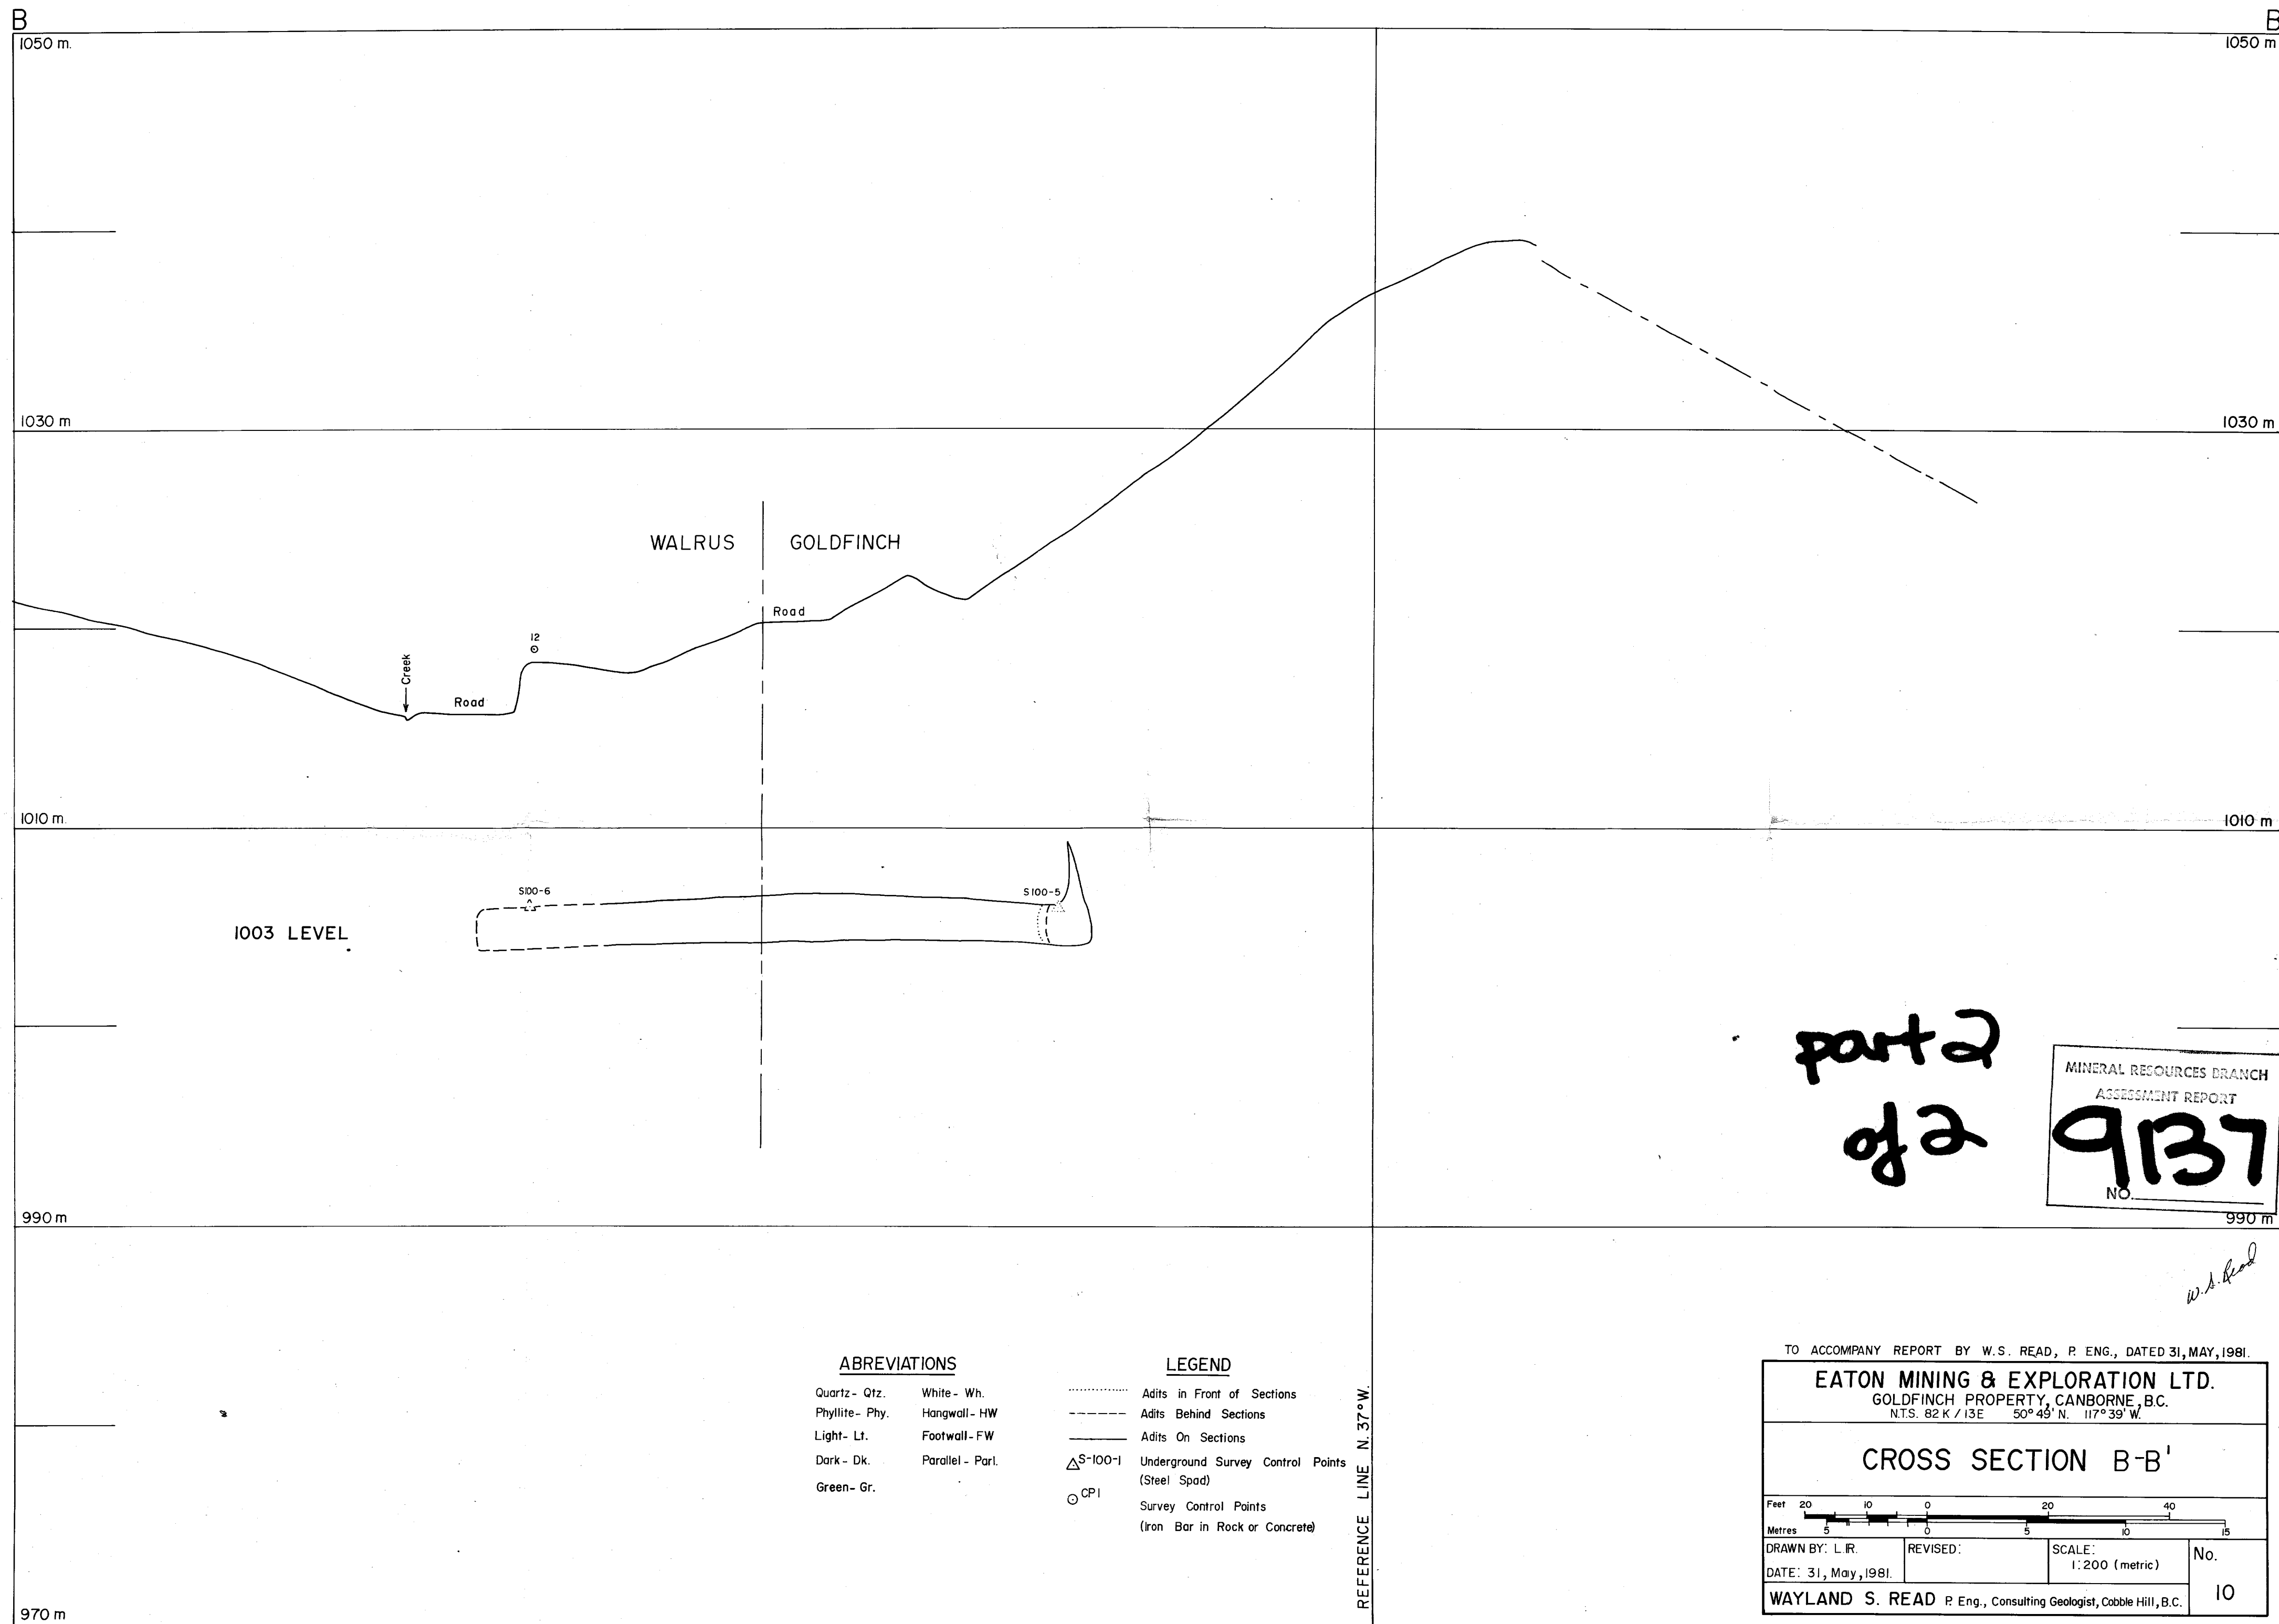 B
B
1050 m.
1050 m
1030 m
1030 m
WALRUS
GOLDFINCH
Road
12
Creek
Road
1010 m.
1010 m
S100-6
S100-5
1003 LEVEL
part 2
of 2
MINERAL RESOURCES BRANCH
ASSESSMENT REPORT
9137
NO.
990 m
990 m
W. S. Read
ABREVIATIONS
Quartz - Qtz. White - Wh.
Phyllite - Phy. Hangwall - HW
Light - Lt. Footwall - FW
Dark - Dk. Parallel - Parl.
Green - Gr.
LEGEND
Adits in Front of Sections
Adits Behind Sections
Adits On Sections
S-100-1 Underground Survey Control Points
(Steel Spad)
CP1 Survey Control Points
(Iron Bar in Rock or Concrete)
REFERENCE LINE N. 37° W.
TO ACCOMPANY REPORT BY W.S. READ, P. ENG., DATED 31, MAY, 1981.
EATON MINING & EXPLORATION LTD.
GOLDFINCH PROPERTY, CANBORNE, B.C.
N.T.S. 82 K / 13 E 50° 49' N. 117° 39' W.
CROSS SECTION B-B'
Feet 20 10 0 20 40
Metres 5 0 5 10 15
DRAWN BY: L.R. REVISED: SCALE: No.
1:200 (metric)
DATE: 31, May, 1981.
10
WAYLAND S. READ P. Eng., Consulting Geologist, Cobble Hill, B.C.
970 m